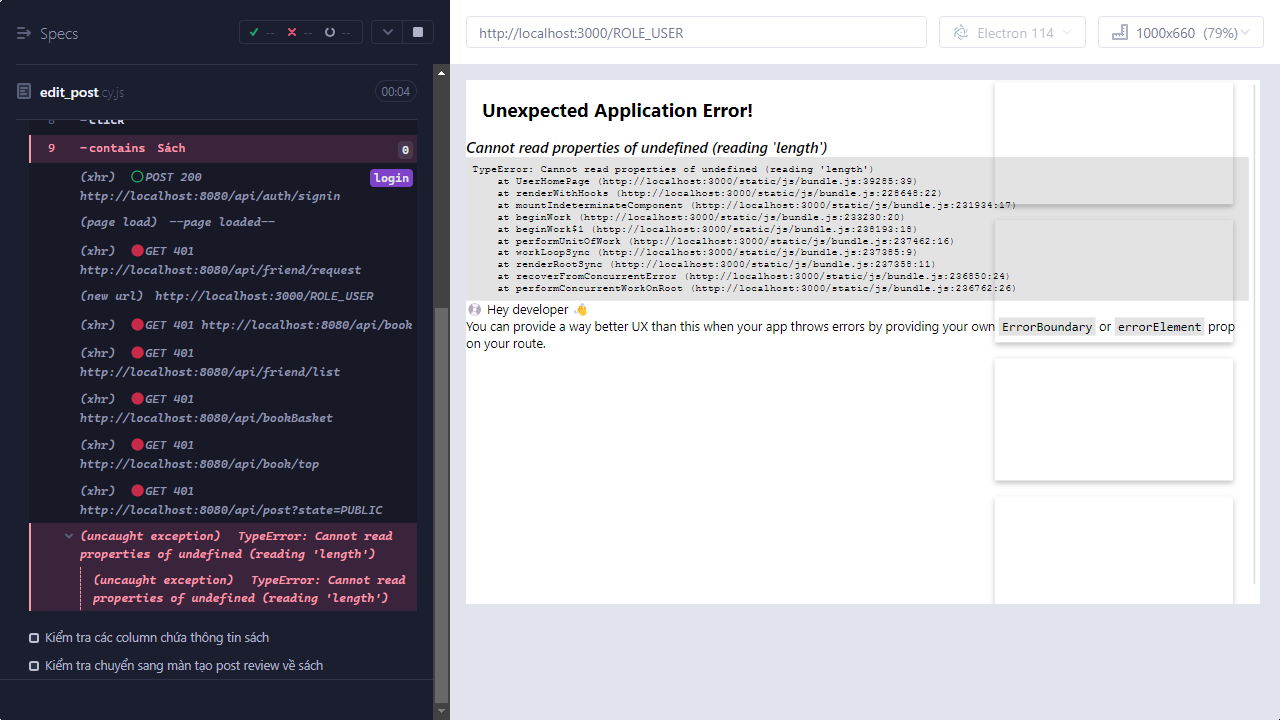 Specs
-- -- --
edit_post.cy.js
00:04
8 -click
9 -contains Sách 0
(xhr) POST 200 login
http://localhost:8080/api/auth/signin
(page load) --page loaded--
(xhr) GET 401
http://localhost:8080/api/friend/request
(new url) http://localhost:3000/ROLE_USER
(xhr) GET 401 http://localhost:8080/api/book
(xhr) GET 401
http://localhost:8080/api/friend/list
(xhr) GET 401
http://localhost:8080/api/bookBasket
(xhr) GET 401
http://localhost:8080/api/book/top
(xhr) GET 401
http://localhost:8080/api/post?state=PUBLIC
(uncaught exception) TypeError: Cannot read
properties of undefined (reading 'length')
(uncaught exception) TypeError: Cannot read
properties of undefined (reading 'length')
Kiểm tra các column chứa thông tin sách
Kiểm tra chuyển sang màn tạo post review về sách
http://localhost:3000/ROLE_USER
Electron 114
1000x660 (79%)
Unexpected Application Error!
Cannot read properties of undefined (reading 'length')
TypeError: Cannot read properties of undefined (reading 'length')
at UserHomePage (http://localhost:3000/static/js/bundle.js:39285:39)
at renderWithHooks (http://localhost:3000/static/js/bundle.js:228648:22)
at mountIndeterminateComponent (http://localhost:3000/static/js/bundle.js:231934:17)
at beginWork (http://localhost:3000/static/js/bundle.js:233230:20)
at beginWork$1 (http://localhost:3000/static/js/bundle.js:238193:18)
at performUnitOfWork (http://localhost:3000/static/js/bundle.js:237462:16)
at workLoopSync (http://localhost:3000/static/js/bundle.js:237385:9)
at renderRootSync (http://localhost:3000/static/js/bundle.js:237358:11)
at recoverFromConcurrentError (http://localhost:3000/static/js/bundle.js:236850:24)
at performConcurrentWorkOnRoot (http://localhost:3000/static/js/bundle.js:236762:26)
Hey developer 👋
You can provide a way better UX than this when your app throws errors by providing your own ErrorBoundary or errorElement prop
on your route.